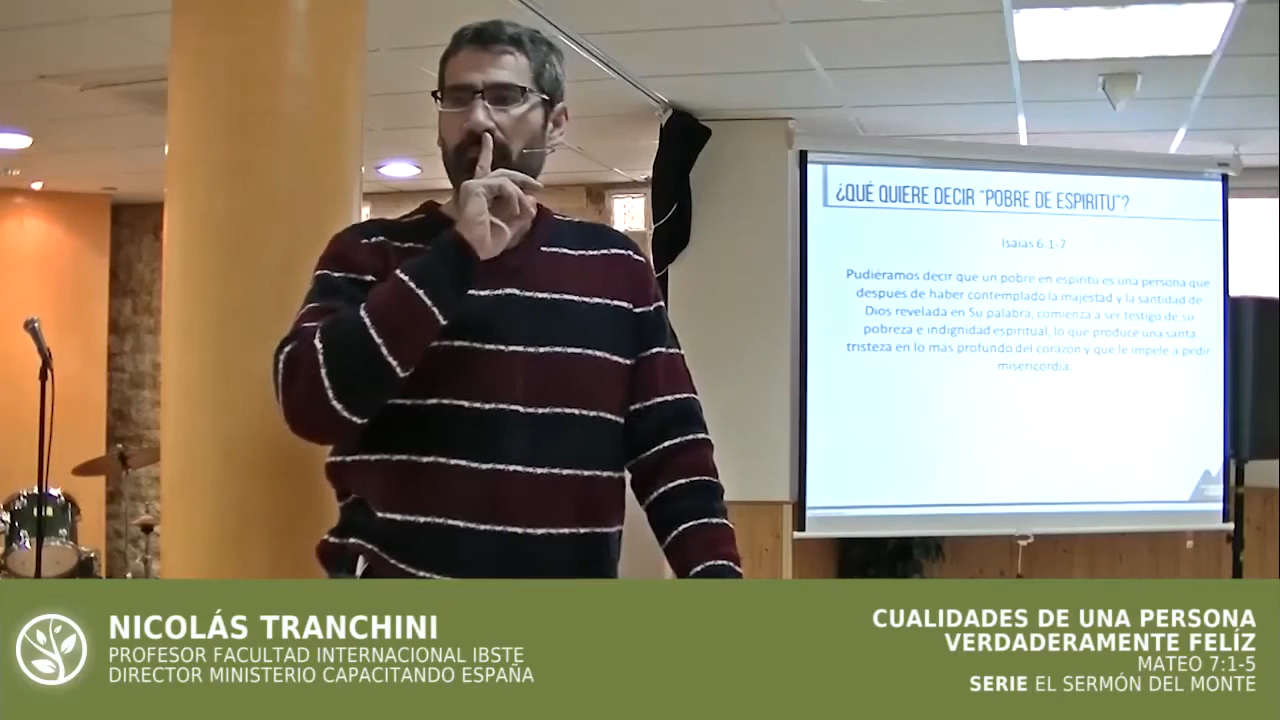 ¿QUÉ QUIERE DECIR "POBRE DE ESPIRITU"?
Isaías 6.1-7
Pudiéramos decir que un pobre en espíritu es una persona que
después de haber contemplado la majestad y la santidad de
Dios revelada en Su palabra, comienza a ser testigo de su
pobreza e indignidad espiritual, lo que produce una santa
tristeza en lo más profundo del corazón y que le impele a pedir
misericordia.
NICOLÁS TRANCHINI
PROFESOR FACULTAD INTERNACIONAL IBSTE
DIRECTOR MINISTERIO CAPACITANDO ESPAÑA
CUALIDADES DE UNA PERSONA
VERDADERAMENTE FELÍZ
MATEO 7:1-5
SERIE EL SERMÓN DEL MONTE